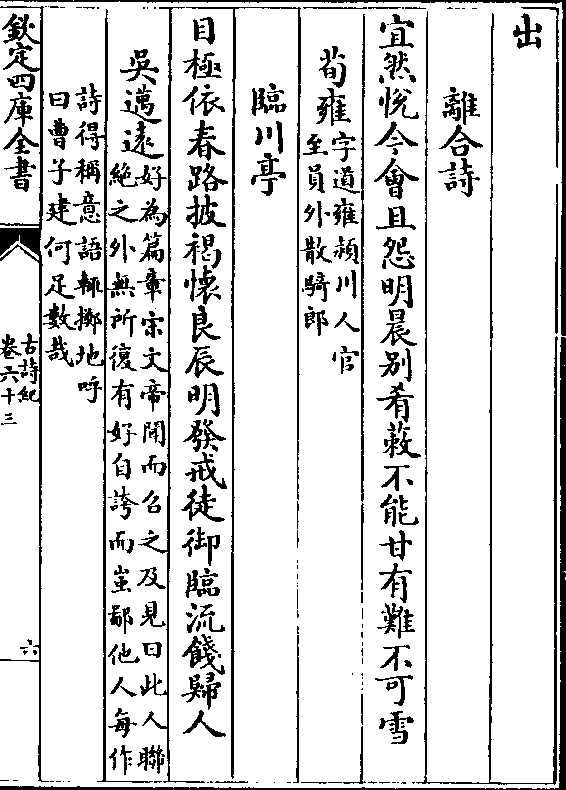 出
離合詩
宜然悅今會且怨明晨别肴蔌不能甘有難不可雪
荀雍字道雍潁川人官
至員外散騎郎
臨川亭
目極依春路披褐懐良辰明發戒徒御臨流餞歸人
吳邁遠好為篇章宋文帝聞而召之及見曰此人聯
絶之外無所復有好自誇而蚩鄙他人每作
詩得稱意語輒擲地呼
曰曹子建何足數哉
欽定四庫全書
古詩紀
卷六十三
六